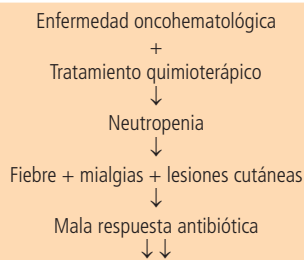 Enfermedad oncohematológica
+
Tratamiento quimioterápico
↓
Neutropenia
↓
Fiebre + mialgias + lesiones cutáneas
↓
Mala respuesta antibiótica
↓↓